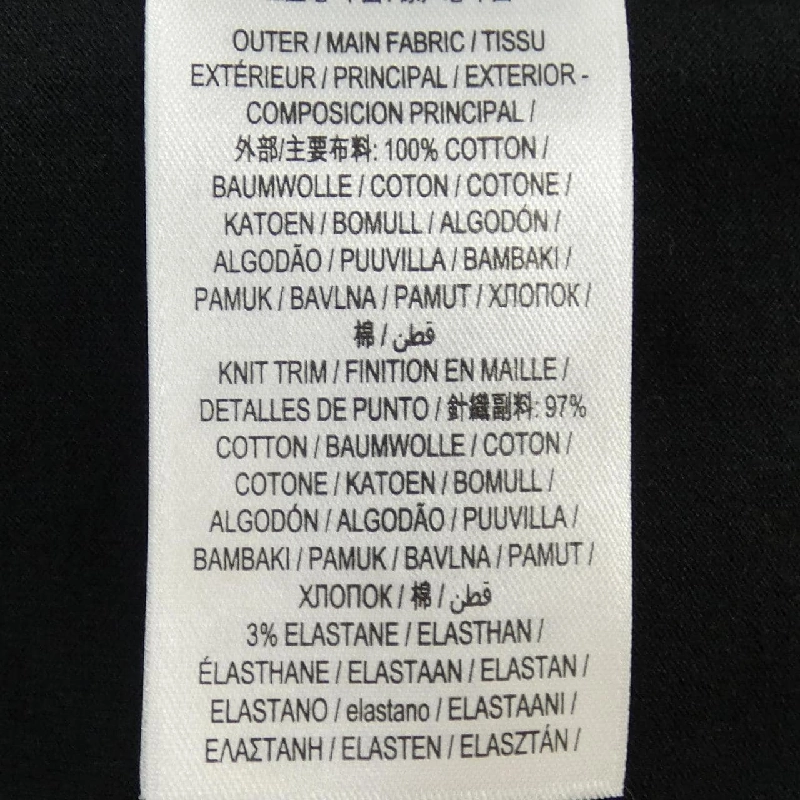 OUTER / MAIN FABRIC / TISSU
EXTÉRIEUR / PRINCIPAL / EXTERIOR -
COMPOSICION PRINCIPAL /
外部/主要布料: 100% COTTON /
BAUMWOLLE / COTON / COTONE /
KATOEN / BOMULL / ALGODÓN /
ALGODÃO / PUUVILLA / BAMBAKI /
PAMUK / BAVLNA / PAMUT / ХЛОПОК /
棉 / قطن
KNIT TRIM / FINITION EN MAILLE /
DETALLES DE PUNTO / 針織副料: 97%
COTTON / BAUMWOLLE / COTON /
COTONE / KATOEN / BOMULL /
ALGODÓN / ALGODÃO / PUUVILLA /
BAMBAKI / PAMUK / BAVLNA / PAMUT /
ХЛОПОК / 棉 / قطن
3% ELASTANE / ELASTHAN /
ÉLASTHANE / ELASTAAN / ELASTAN /
ELASTANO / elastano / ELASTAANI /
ΕΛΑΣΤΑΝΗ / ELASTEN / ELASZTÁN /